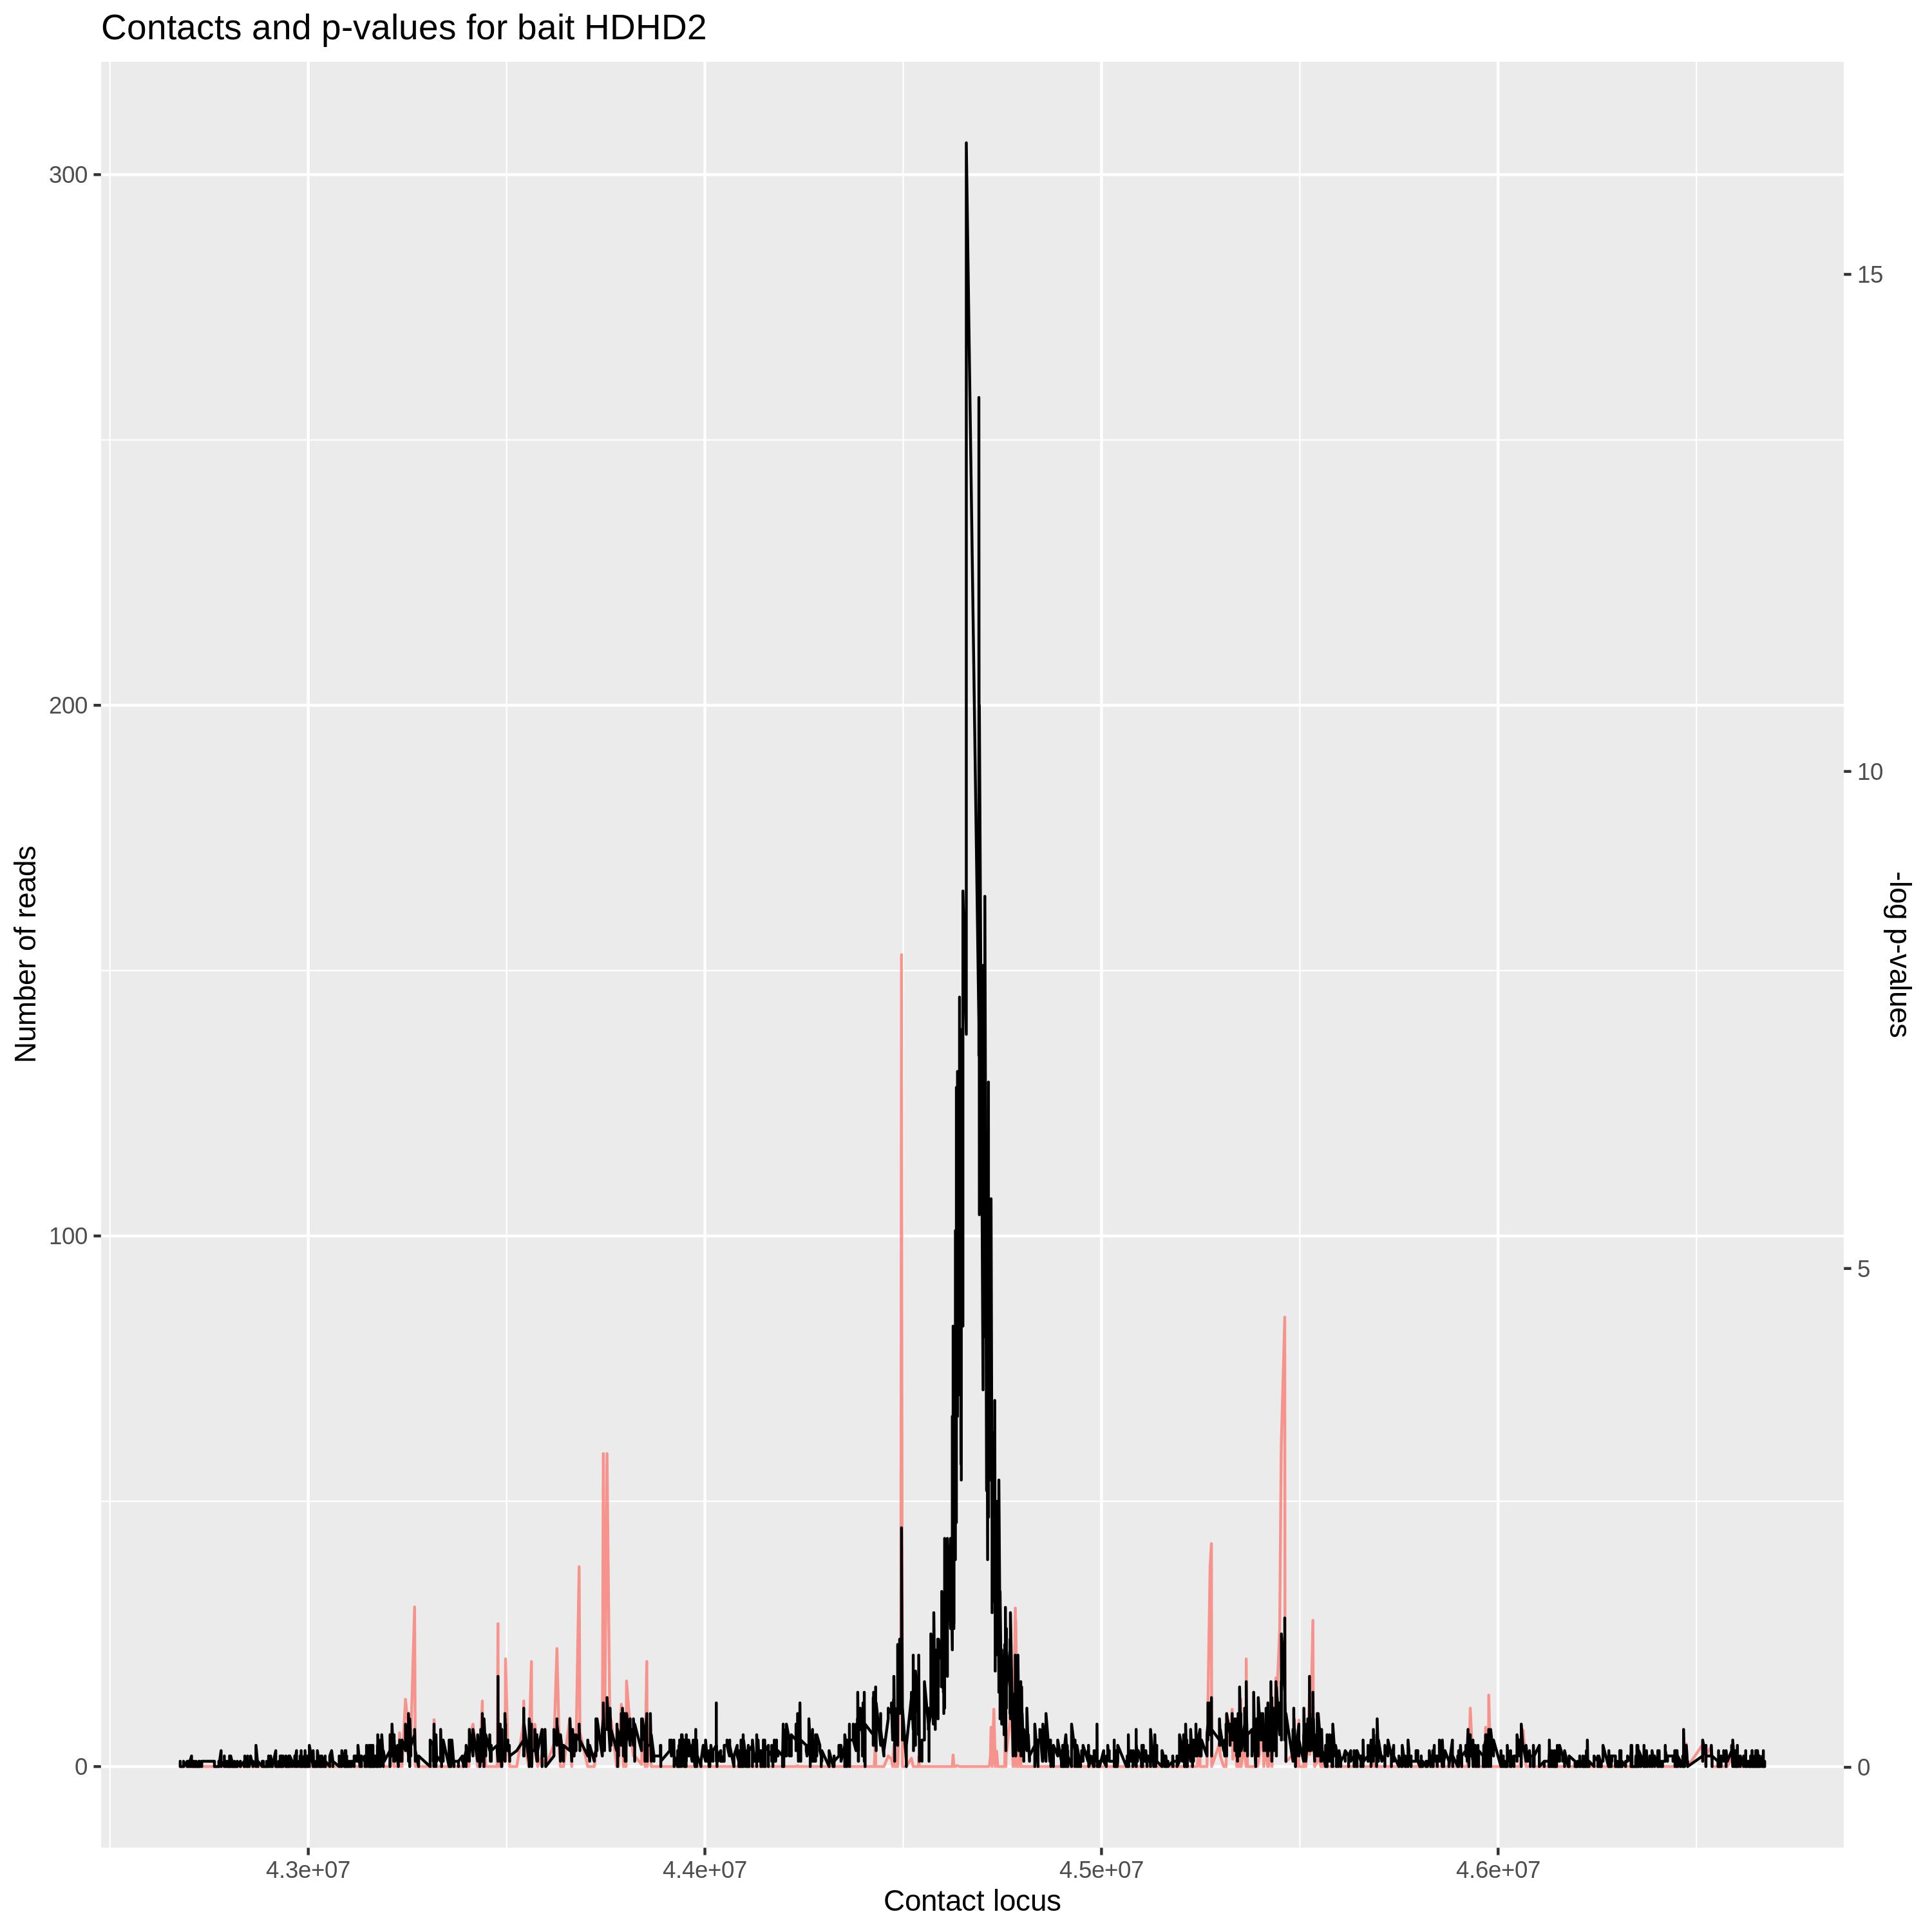 Contacts and p-values for bait HDHD2
300
200
100
0
Number of reads
15
10
5
0
-log p-values
4.3e+07
4.4e+07
4.5e+07
4.6e+07
Contact locus